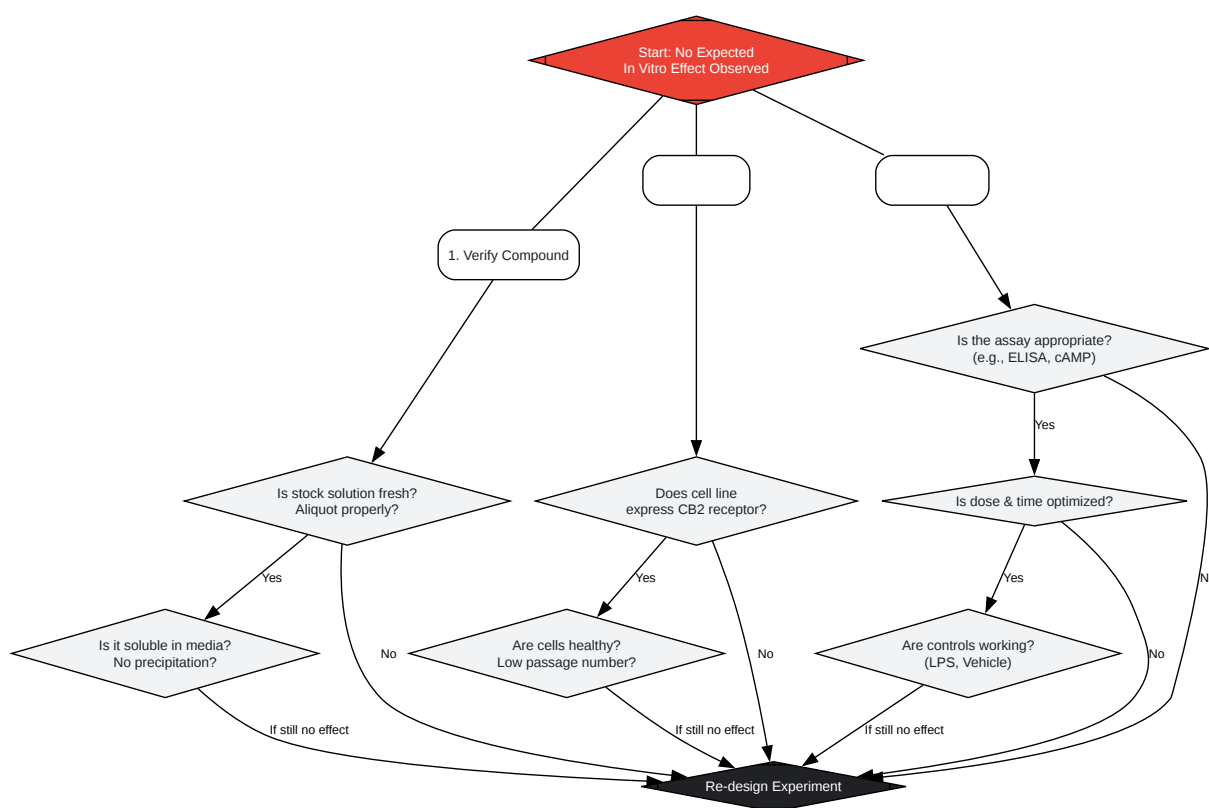 Start: No Expected
In Vitro Effect Observed
1. Verify Compound
Is the assay appropriate?
(e.g., ELISA, cAMP)
Yes
Is stock solution fresh?
Aliquot properly?
Does cell line
express CB2 receptor?
Is dose & time optimized?
Yes
Yes
Yes
N
Is it soluble in media?
No precipitation?
No
Are cells healthy?
Low passage number?
No
Are controls working?
(LPS, Vehicle)
No
If still no effect
If still no effect
If still no effect
Re-design Experiment